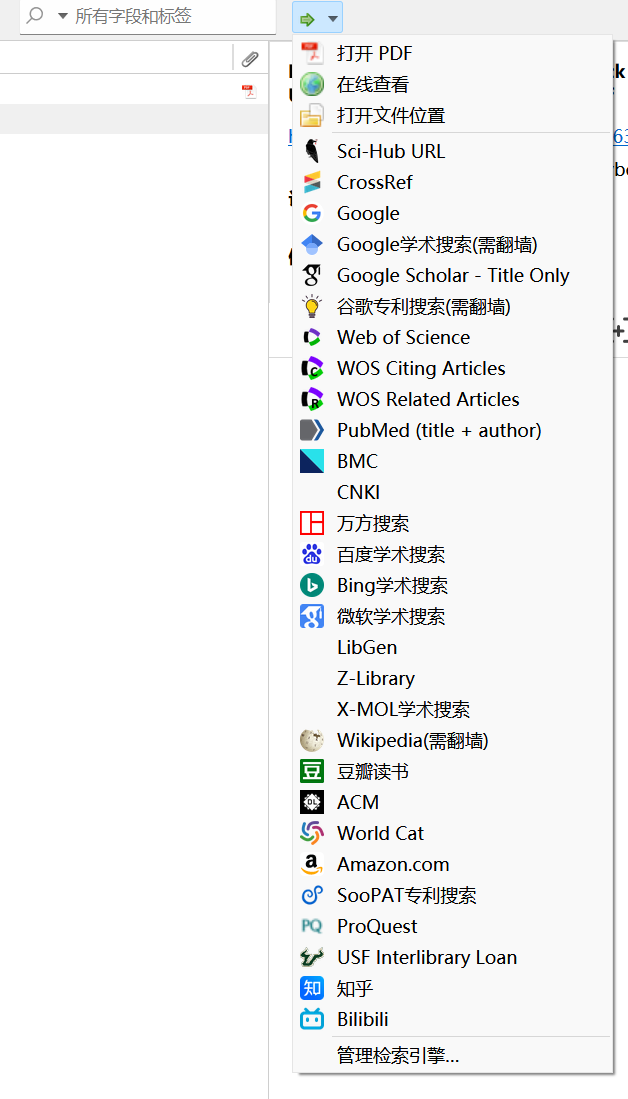 所有字段和标签
打开 PDF
在线查看
打开文件位置
Sci-Hub URL
CrossRef
Google
Google学术搜索(需翻墙)
Google Scholar - Title Only
谷歌专利搜索(需翻墙)
Web of Science
WOS Citing Articles
WOS Related Articles
PubMed (title + author)
BMC
CNKI
万方搜索
百度学术搜索
Bing学术搜索
微软学术搜索
LibGen
Z-Library
X-MOL学术搜索
Wikipedia(需翻墙)
豆瓣读书
ACM
World Cat
Amazon.com
SooPAT专利搜索
ProQuest
USF Interlibrary Loan
知乎
Bilibili
管理检索引擎...